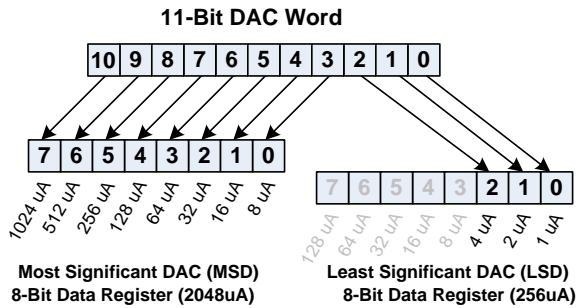 11-Bit DAC Word
10 9 8 7 6 5 4 3 2 1 0
7 6 5 4 3 2 1 0
7 6 5 4 3 2 1 0
1024 uA 512 uA 256 uA 128 uA 64 uA 32 uA 16 uA 8 uA
128 uA 64 uA 32 uA 16 uA 8 uA 4 uA 2 uA 1 uA
Most Significant DAC (MSD)
8-Bit Data Register (2048uA)
Least Significant DAC (LSD)
8-Bit Data Register (256uA)